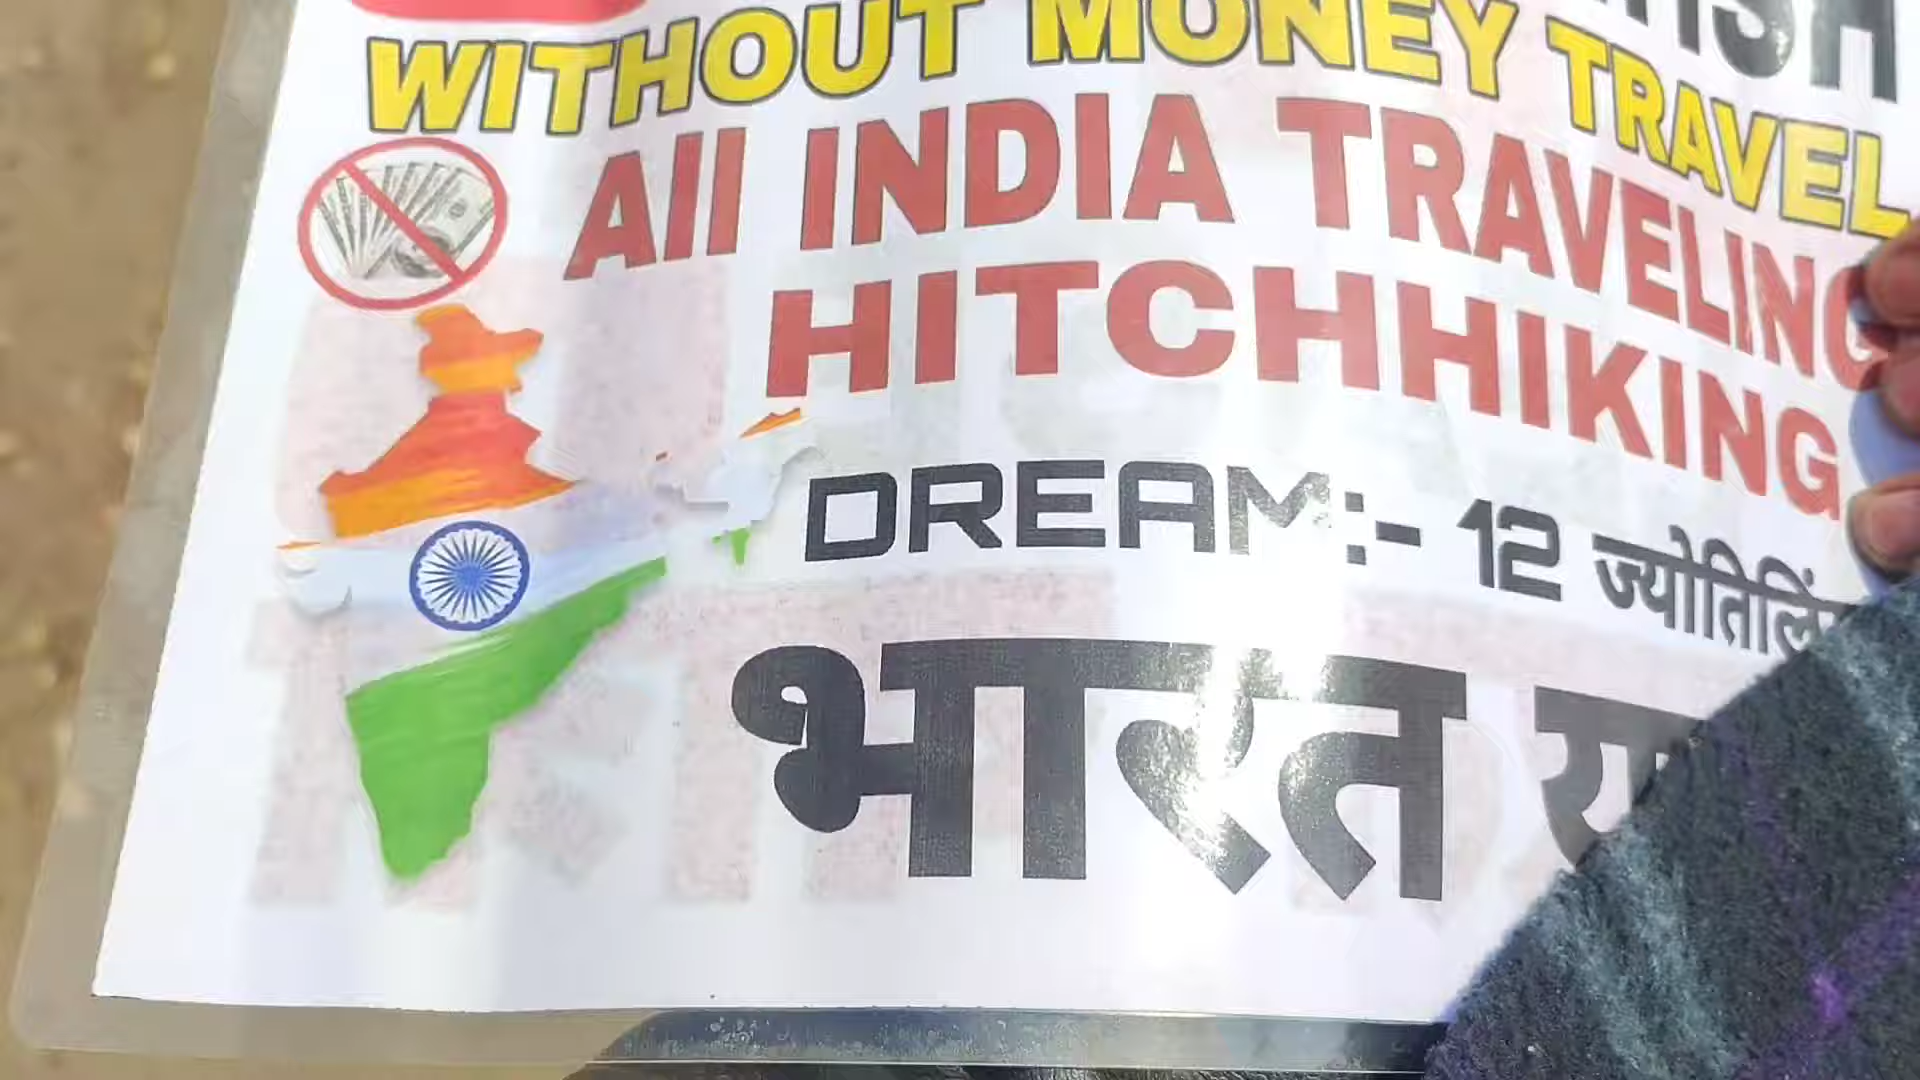 WITHOUT MONEY TRAVEL
All INDIA TRAVELING
HITCHHIKING
DREAM:- 12
भारत